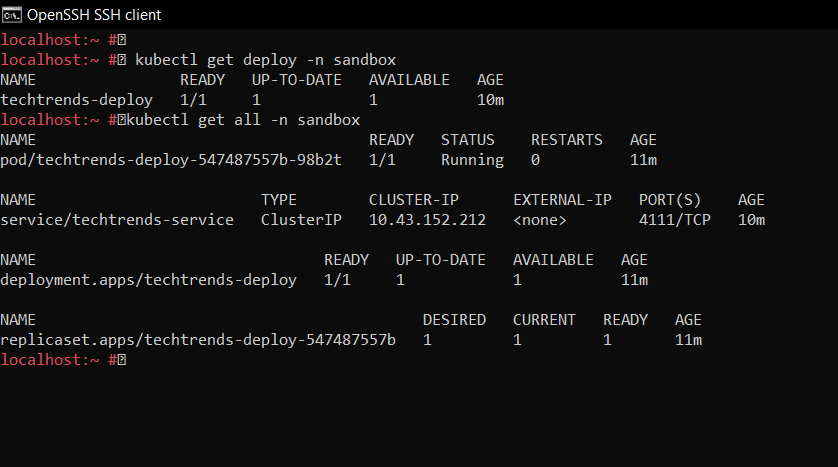 OpenSSH SSH client
localhost:~ #
localhost:~ # kubectl get deploy -n sandbox
NAME                READY   UP-TO-DATE   AVAILABLE   AGE
techtrends-deploy   1/1     1            1           10m
localhost:~ #kubectl get all -n sandbox
NAME                                     READY   STATUS    RESTARTS   AGE
pod/techtrends-deploy-547487557b-98b2t   1/1     Running   0          11m
NAME                         TYPE        CLUSTER-IP      EXTERNAL-IP   PORT(S)    AGE
service/techtrends-service   ClusterIP   10.43.152.212   <none>        4111/TCP   10m
NAME                                READY   UP-TO-DATE   AVAILABLE   AGE
deployment.apps/techtrends-deploy   1/1     1            1           11m
NAME                                           DESIRED   CURRENT   READY   AGE
replicaset.apps/techtrends-deploy-547487557b   1         1         1       11m
localhost:~ #